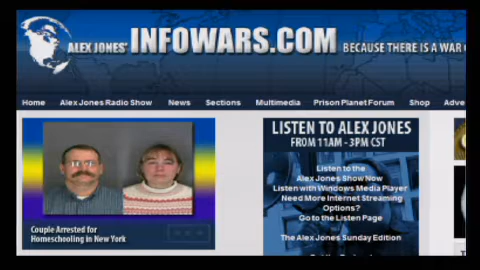 ALEX JONES' INFOWARS.COM BECAUSE THERE IS A WAR
Home Alex Jones Radio Show News Sections Multimedia Prison Planet Forum Shop Adve
LISTEN TO ALEX JONES
FROM 11AM - 3PM CST
Listen to the
Alex Jones Show Now
Listen with Windows Media Player
Need More Internet Streaming
Options?
Go to the Listen Page
The Alex Jones Sunday Edition
Couple Arrested for
Homeschooling in New York